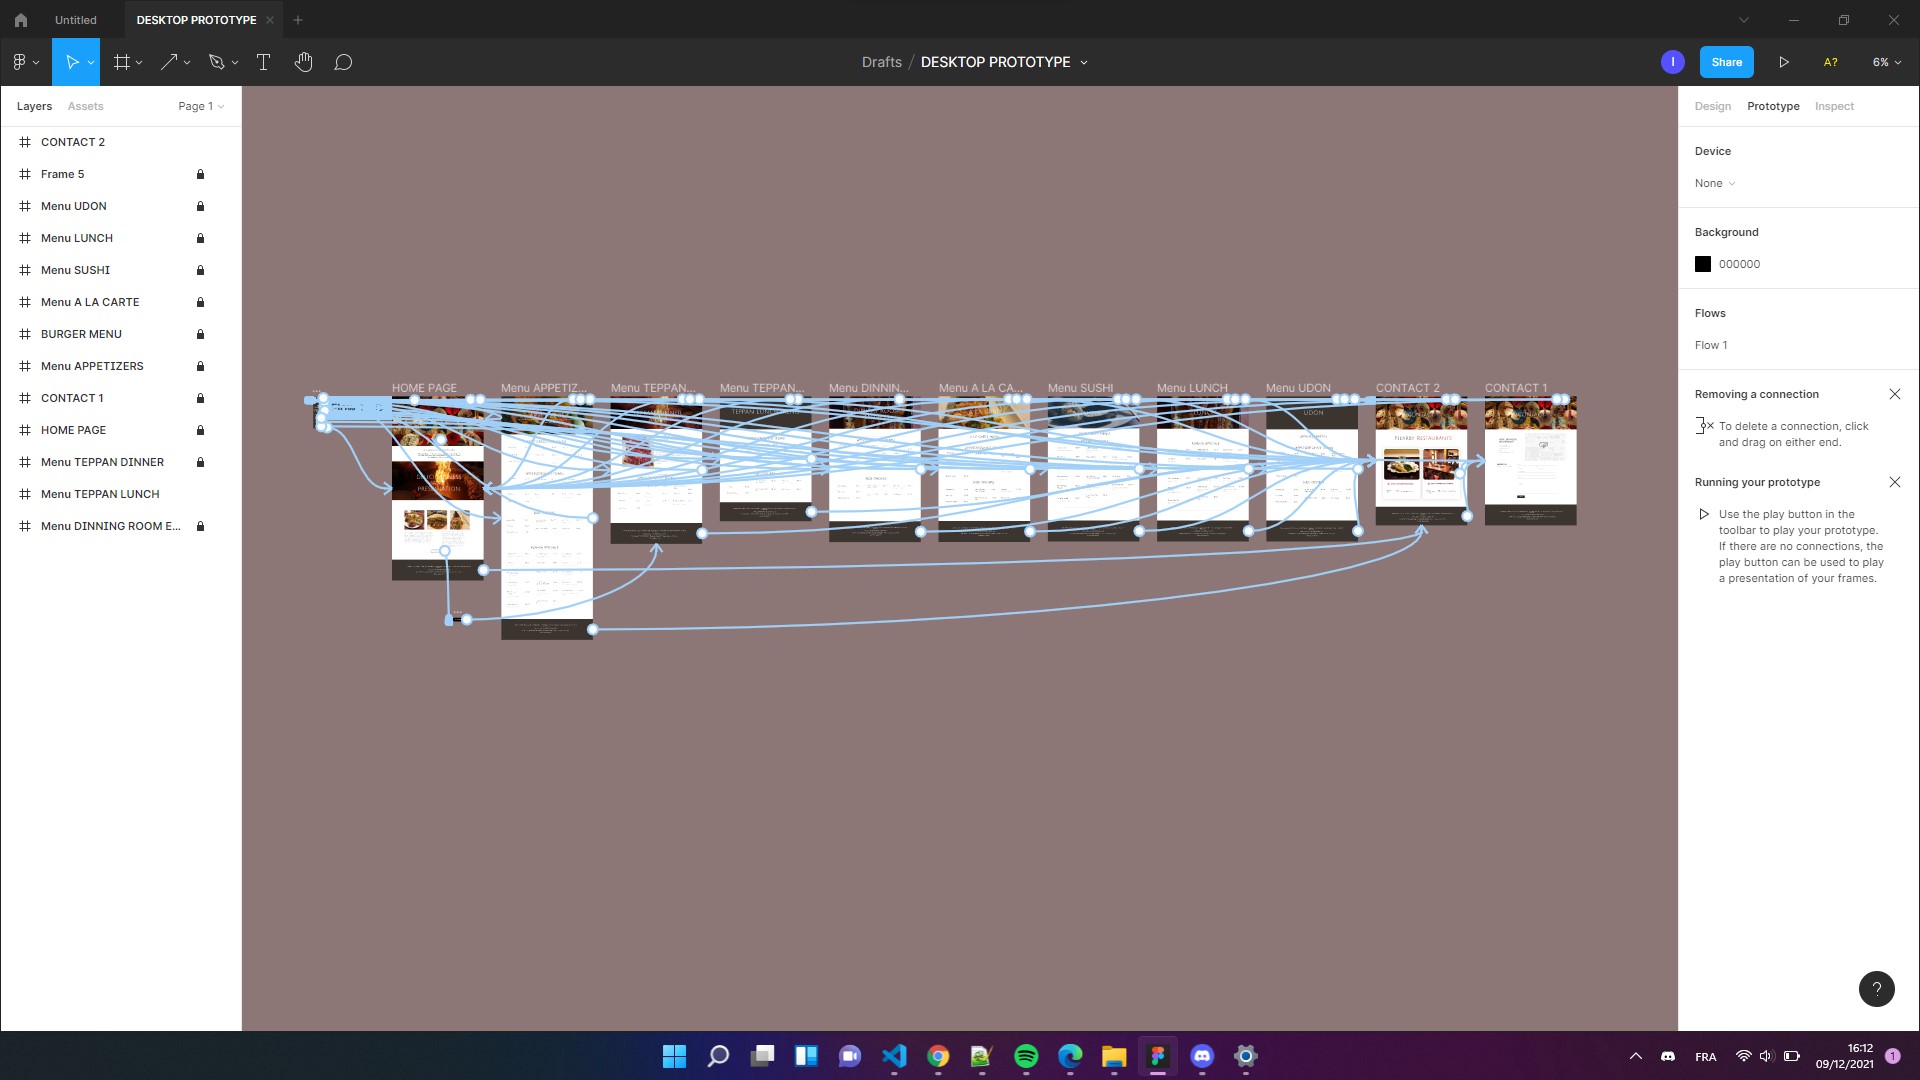 Untitled
DESKTOP PROTOTYPE
Drafts / DESKTOP PROTOTYPE
I
Share
A?
6%
Layers
Assets
Page 1
CONTACT 2
Frame 5
Menu UDON
Menu LUNCH
Menu SUSHI
Menu A LA CARTE
BURGER MENU
Menu APPETIZERS
CONTACT 1
HOME PAGE
Menu TEPPAN DINNER
Menu TEPPAN LUNCH
Menu DINNING ROOM E...
HOME PAGE
Menu APPETIZ...
Menu TEPPAN...
Menu TEPPAN...
Menu DINNIN...
Menu A LA CA...
Menu SUSHI
Menu LUNCH
Menu UDON
CONTACT 2
CONTACT 1
UDON
NEARBY RESTAURANTS
PRESENTATION
Design
Prototype
Inspect
Device
None
Background
000000
Flows
Flow 1
Removing a connection
To delete a connection, click
and drag on either end.
Running your prototype
Use the play button in the
toolbar to play your prototype.
If there are no connections, the
play button can be used to play
a presentation of your frames.
?
FRA
16:12
09/12/2021
1